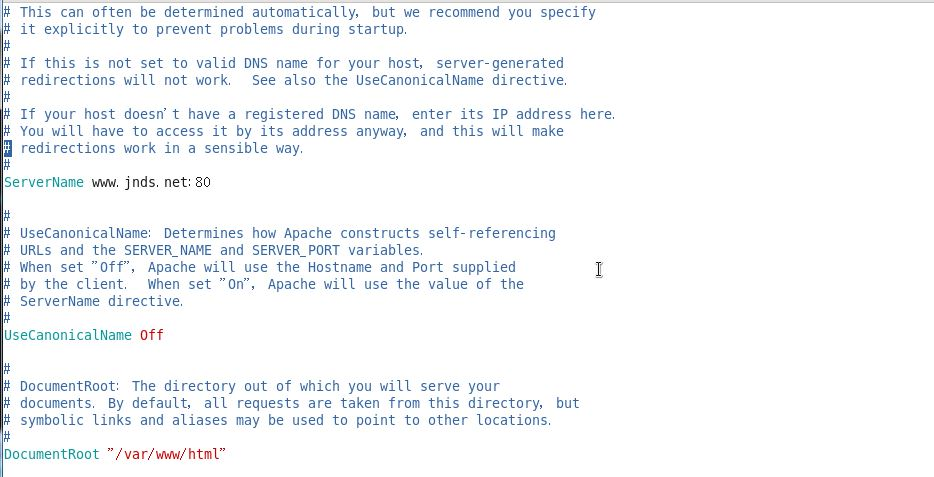 # This can often be determined automatically, but we recommend you specify
# it explicitly to prevent problems during startup.
#
# If this is not set to valid DNS name for your host, server-generated
# redirections will not work.  See also the UseCanonicalName directive.
#
# If your host doesn't have a registered DNS name, enter its IP address here.
# You will have to access it by its address anyway, and this will make
# redirections work in a sensible way.
#
ServerName www.jnds.net:80
#
# UseCanonicalName: Determines how Apache constructs self-referencing
# URLs and the SERVER_NAME and SERVER_PORT variables.
# When set "Off", Apache will use the Hostname and Port supplied
# by the client.  When set "On", Apache will use the value of the
# ServerName directive.
#
UseCanonicalName Off
#
# DocumentRoot: The directory out of which you will serve your
# documents. By default, all requests are taken from this directory, but
# symbolic links and aliases may be used to point to other locations.
#
DocumentRoot "/var/www/html"